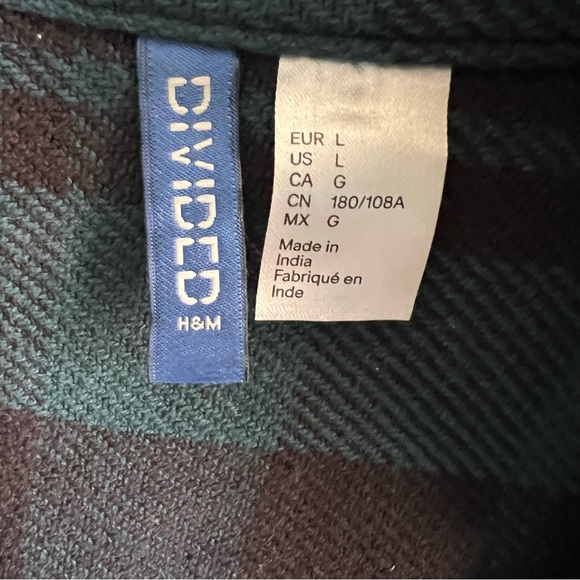 DIVIDED
H&M
EUR L
US L
CA G
CN 180/108A
MX G
Made in
India
Fabriqué en
Inde